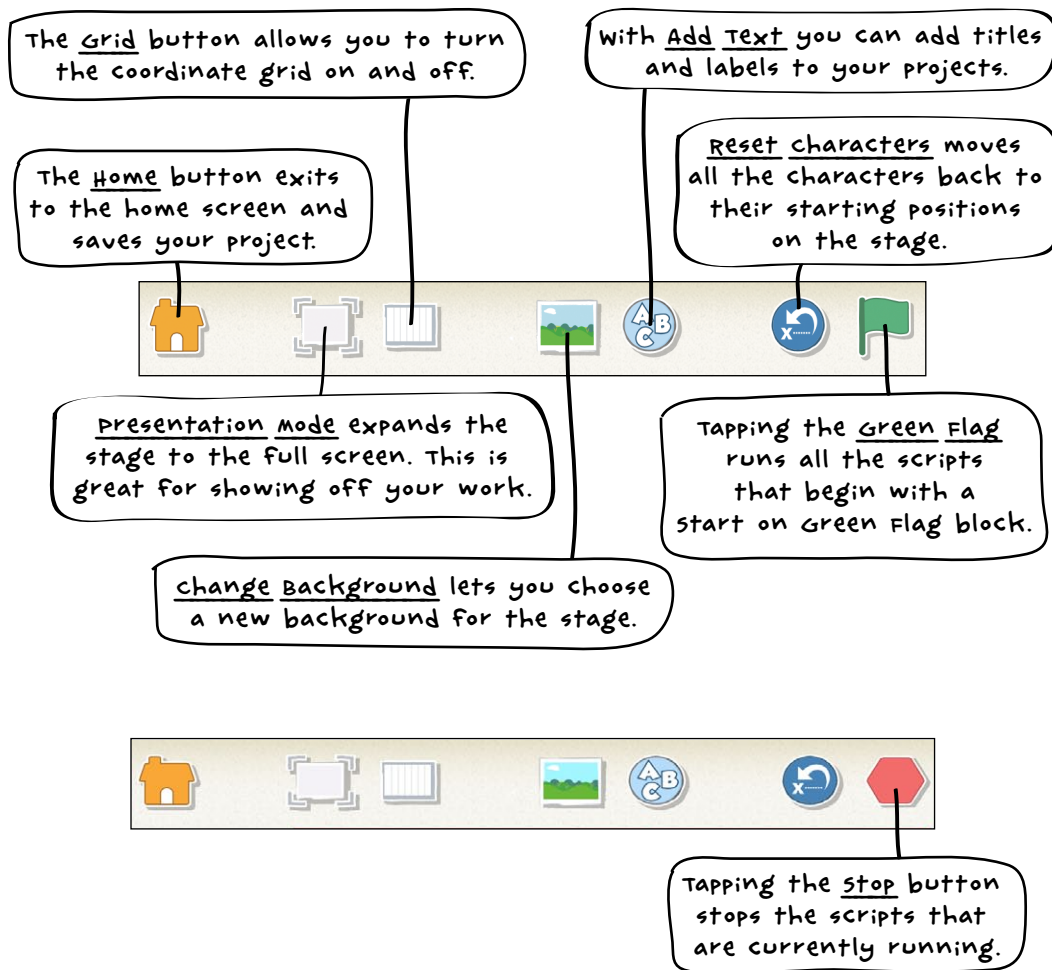 The Grid button allows you to turn
the coordinate grid on and off.
With Add Text you can add titles
and labels to your projects.
The Home button exits
to the home screen and
saves your project.
Reset Characters moves
all the characters back to
their starting positions
on the stage.
A B C
X
Presentation Mode expands the
stage to the full screen. This is
great for showing off your work.
Tapping the Green Flag
runs all the scripts
that begin with a
Start on Green Flag block.
Change Background lets you choose
a new background for the stage.
A B C
X
Tapping the Stop button
stops the scripts that
are currently running.